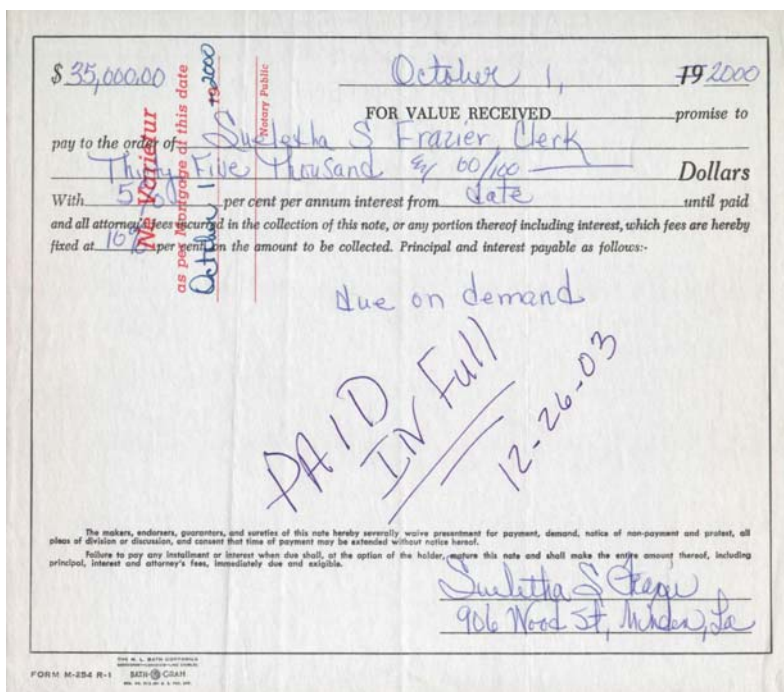 $ 35,000.00 October 1, 19 2000
FOR VALUE RECEIVED promise to
pay to the order of Sueletha S Frazier, Clerk
Thirty Five Thousand & 00/100 Dollars
With 5% per cent per annum interest from date until paid
and all attorney's fees incurred in the collection of this note, or any portion thereof including interest, which fees are hereby
fixed at 10% per cent on the amount to be collected. Principal and interest payable as follows:-
Ne Varietur
as per Mortgage of this date
October 1 19 2000
Notary Public
due on demand
PAID
IN Full
12-26-03
The makers, endorsers, guarantors, and sureties of this note hereby severally waive presentment for payment, demand, notice of non-payment and protest, all
pleas of division or discussion, and consent that time of payment may be extended without notice hereof.
Failure to pay any installment or interest when due shall, at the option of the holder, mature this note and shall make the entire amount thereof, including
principal, interest and attorney's fees, immediately due and exigible.
Sueletha S Frazier
906 Wood St, Minden, La
FORM M-254 R-1